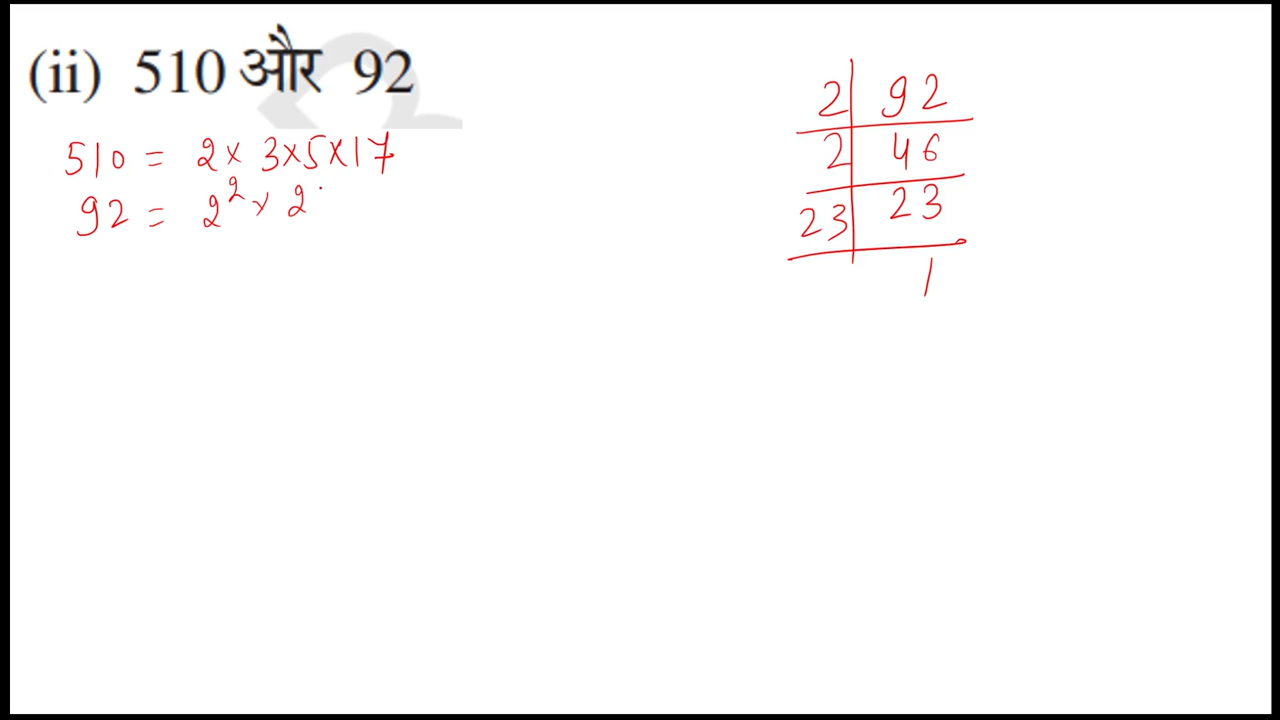 (ii) 510 और 92
510 = 2 × 3 × 5 × 17
92 = 2² × 2
2 | 92
2 | 46
23 | 23
1